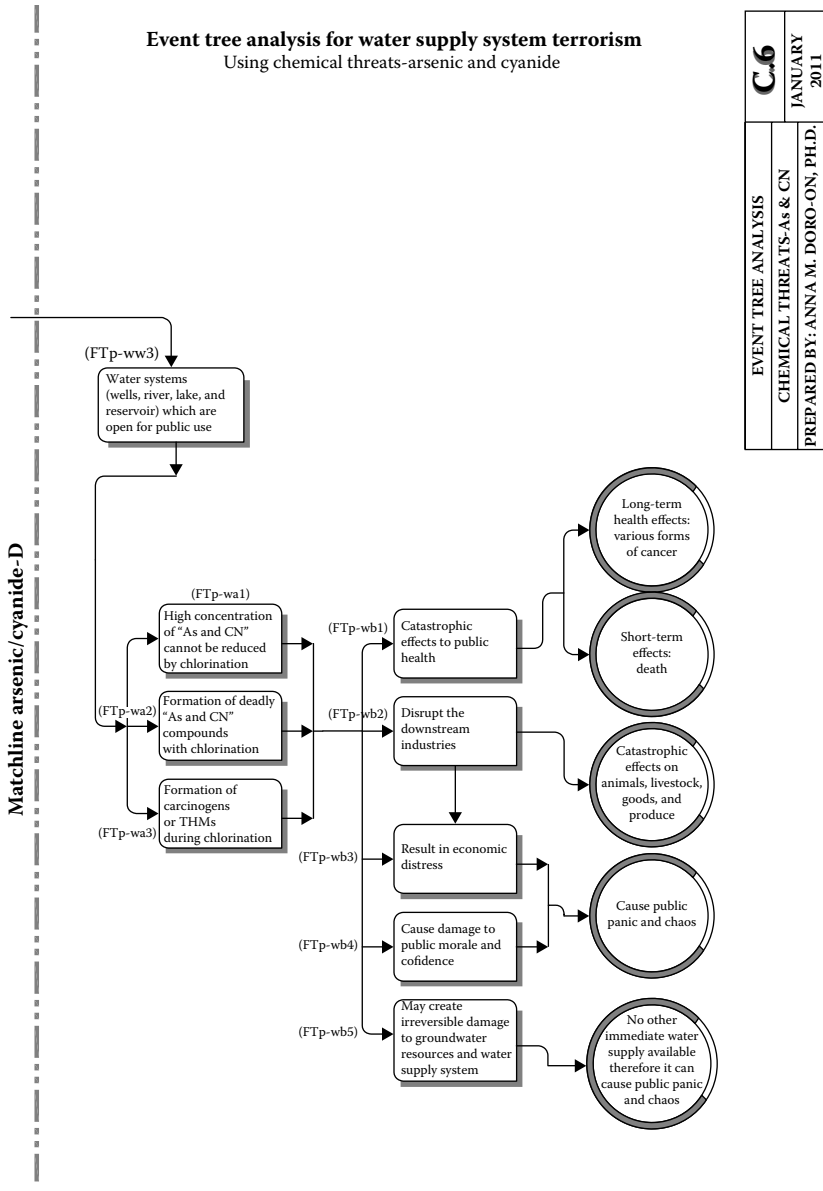 Event tree analysis for water supply system terrorism
Using chemical threats-arsenic and cyanide
C.6
JANUARY
2011
EVENT TREE ANALYSIS
CHEMICAL THREATS-As & CN
PREPARED BY: ANNA M. DORO-ON, PH.D.
Matchline arsenic/cyanide-D
(FTp-ww3)
Water systems
(wells, river, lake, and
reservoir) which are
open for public use
(FTp-wa1)
High concentration
of “As and CN”
cannot be reduced
by chlorination
(FTp-wa2)
Formation of deadly
“As and CN”
compounds
with chlorination
(FTp-wa3)
Formation of
carcinogens
or THMs
during chlorination
(FTp-wb1)
Catastrophic
effects to public
health
(FTp-wb2)
Disrupt the
downstream
industries
(FTp-wb3)
Result in economic
distress
(FTp-wb4)
Cause damage to
public morale and
cofidence
(FTp-wb5)
May create
irreversible damage
to groundwater
resources and water
supply system
Long-term
health effects:
various forms
of cancer
Short-term
effects:
death
Catastrophic
effects on
animals, livestock,
goods, and
produce
Cause public
panic and chaos
No other
immediate water
supply available
therefore it can
cause public panic
and chaos